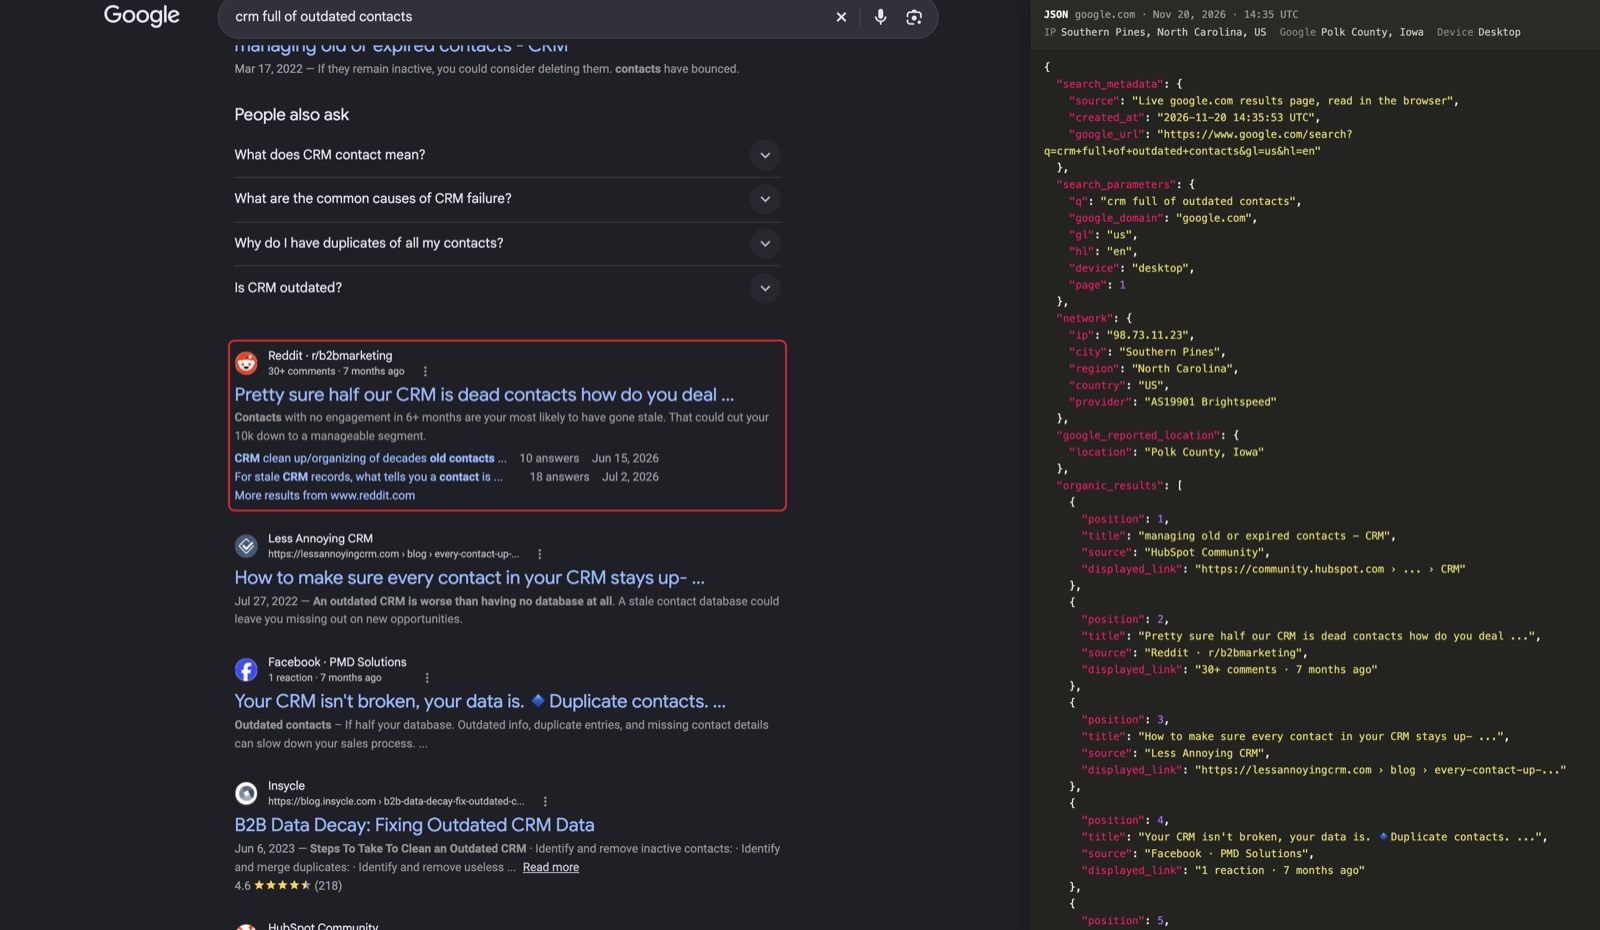 Google
crm full of outdated contacts
managing old or expired contacts - CRM
Mar 17, 2022 — If they remain inactive, you could consider deleting them. contacts have bounced.
People also ask
What does CRM contact mean?
What are the common causes of CRM failure?
Why do I have duplicates of all my contacts?
Is CRM outdated?
Reddit · r/b2bmarketing
30+ comments · 7 months ago
Pretty sure half our CRM is dead contacts how do you deal ...
Contacts with no engagement in 6+ months are your most likely to have gone stale. That could cut your
10k down to a manageable segment.
CRM clean up/organizing of decades old contacts ... 10 answers Jun 15, 2026
For stale CRM records, what tells you a contact is ... 18 answers Jul 2, 2026
More results from www.reddit.com
Less Annoying CRM
https://lessannoyingcrm.com › blog › every-contact-up-...
How to make sure every contact in your CRM stays up- ...
Jul 27, 2022 — An outdated CRM is worse than having no database at all. A stale contact database could
leave you missing out on new opportunities.
Facebook · PMD Solutions
1 reaction · 7 months ago
Your CRM isn't broken, your data is. 🔹Duplicate contacts. ...
Outdated contacts – If half your database. Outdated info, duplicate entries, and missing contact details
can slow down your sales process. ...
Insycle
https://blog.insycle.com › b2b-data-decay-fix-outdated-c...
B2B Data Decay: Fixing Outdated CRM Data
Jun 6, 2023 — Steps To Take To Clean an Outdated CRM · Identify and remove inactive contacts: · Identify
and merge duplicates: · Identify and remove useless ... Read more
4.6 ★★★★★ (218)
HubSpot Community
JSON google.com · Nov 20, 2026 · 14:35 UTC
IP Southern Pines, North Carolina, US Google Polk County, Iowa Device Desktop
{
"search_metadata": {
"source": "Live google.com results page, read in the browser",
"created_at": "2026-11-20 14:35:53 UTC",
"google_url": "https://www.google.com/search?
q=crm+full+of+outdated+contacts&gl=us&hl=en"
},
"search_parameters": {
"q": "crm full of outdated contacts",
"google_domain": "google.com",
"gl": "us",
"hl": "en",
"device": "desktop",
"page": 1
},
"network": {
"ip": "98.73.11.23",
"city": "Southern Pines",
"region": "North Carolina",
"country": "US",
"provider": "AS19901 Brightspeed"
},
"google_reported_location": {
"location": "Polk County, Iowa"
},
"organic_results": [
{
"position": 1,
"title": "managing old or expired contacts - CRM",
"source": "HubSpot Community",
"displayed_link": "https://community.hubspot.com › ... › CRM"
},
{
"position": 2,
"title": "Pretty sure half our CRM is dead contacts how do you deal ...",
"source": "Reddit · r/b2bmarketing",
"displayed_link": "30+ comments · 7 months ago"
},
{
"position": 3,
"title": "How to make sure every contact in your CRM stays up- ...",
"source": "Less Annoying CRM",
"displayed_link": "https://lessannoyingcrm.com › blog › every-contact-up-..."
},
{
"position": 4,
"title": "Your CRM isn't broken, your data is. 🔹Duplicate contacts. ...",
"source": "Facebook · PMD Solutions",
"displayed_link": "1 reaction · 7 months ago"
},
{
"position": 5,